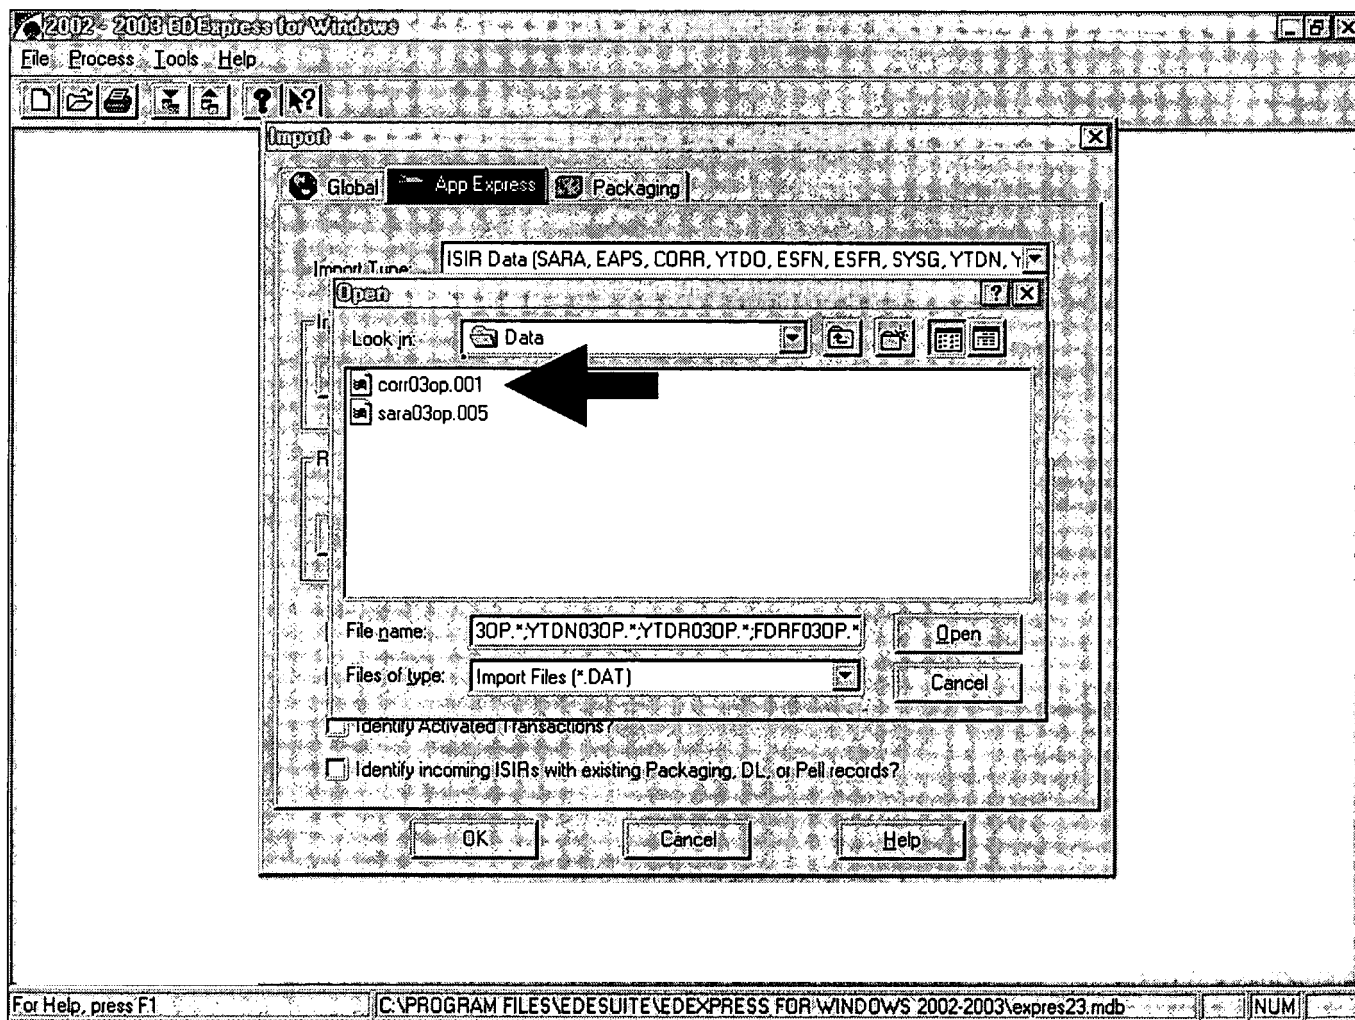 2002 - 2003 EDExpress for Windows
File Process Tools Help
Import
Global App Express Packaging
Import Type: ISIR Data (SARA, EAPS, CORR, YTDO, ESFN, ESFR, SYSG, YTDN, Y
Open
Look in: Data
corr03op.001
sara03op.005
R
File name: 3OP.*;YTDN03OP.*;YTDR03OP.*;FDRF03OP.*
Open
Files of type: Import Files (*.DAT)
Cancel
Identify Activated Transactions?
Identify incoming ISIRs with existing Packaging, DL, or Pell records?
OK Cancel Help
For Help, press F1 C:\PROGRAM FILES\EDESUITE\EDEXPRESS FOR WINDOWS 2002-2003\expres23.mdb NUM